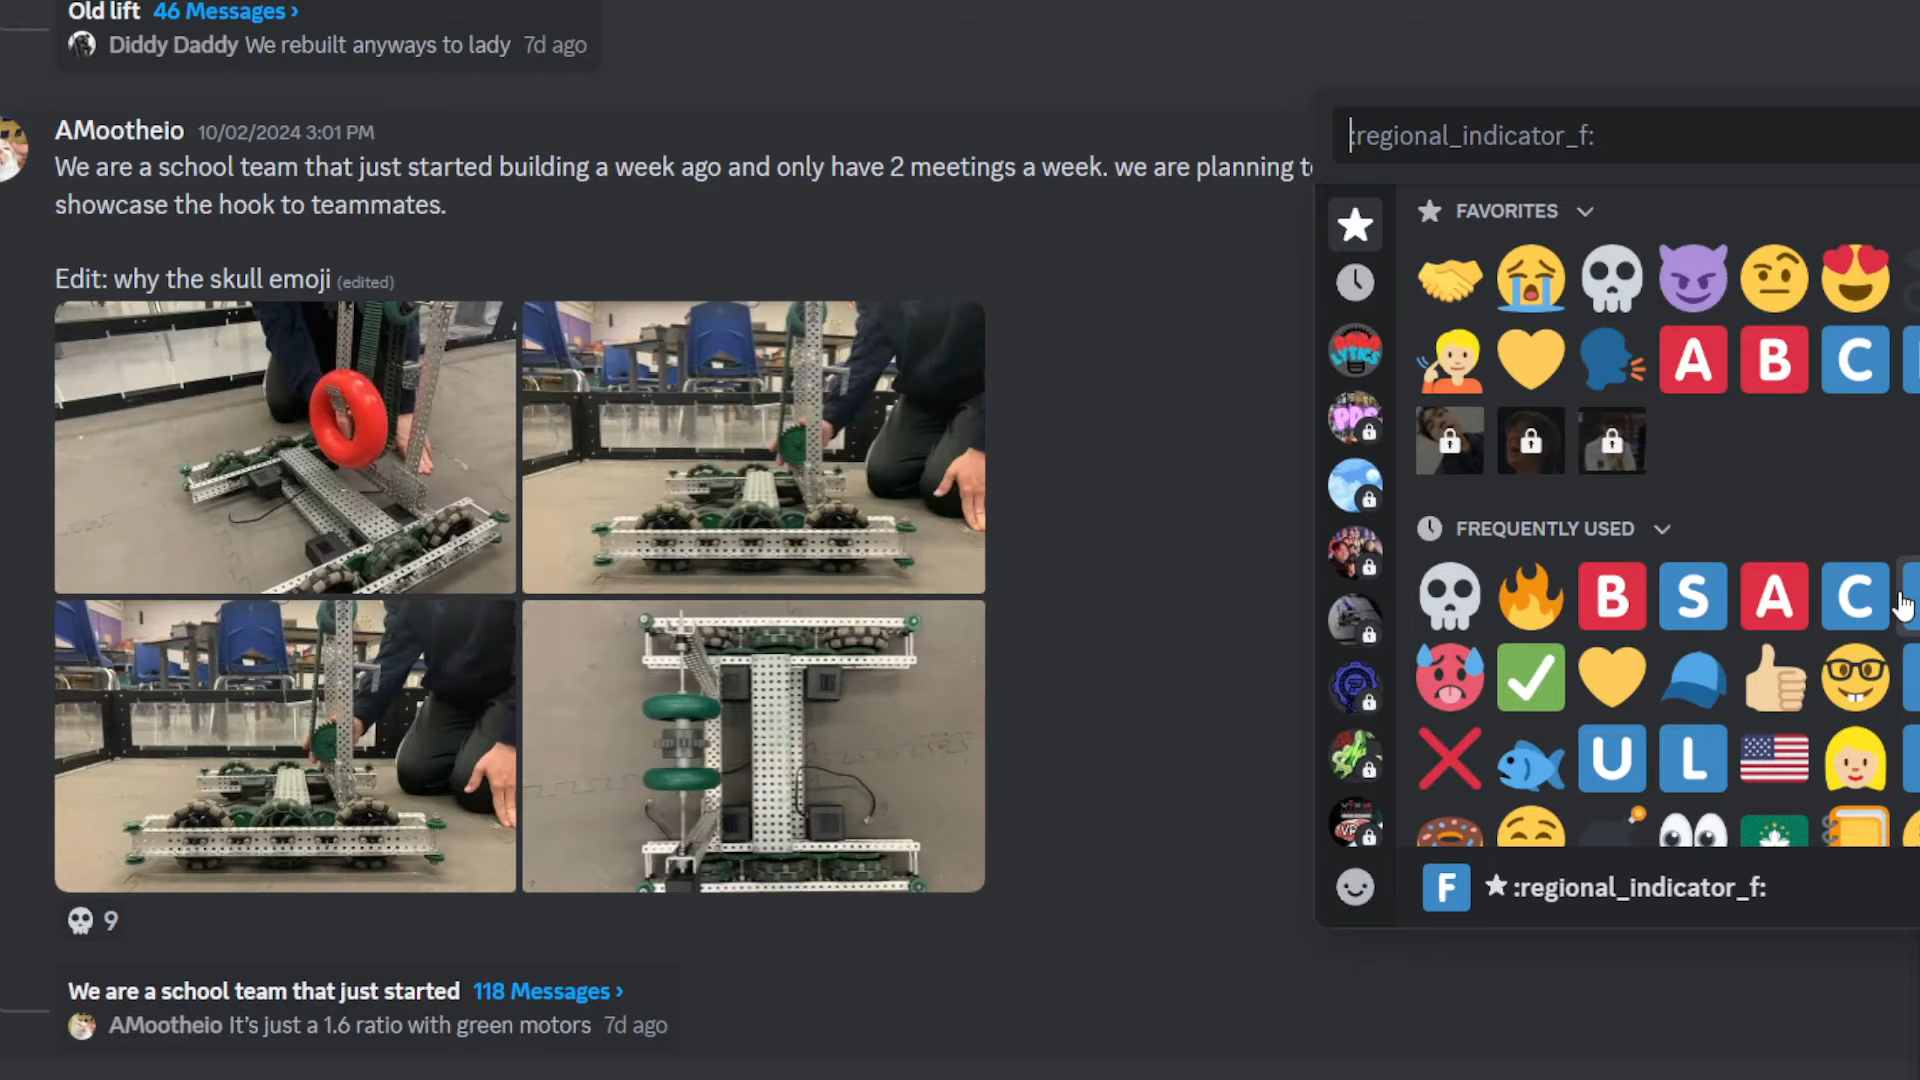 Old lift 46 Messages ›
Diddy Daddy We rebuilt anyways to lady 7d ago
AMootheio 10/02/2024 3:01 PM
We are a school team that just started building a week ago and only have 2 meetings a week. we are planning
showcase the hook to teammates.
Edit: why the skull emoji (edited)
💀 9
We are a school team that just started 118 Messages ›
AMootheio It's just a 1.6 ratio with green motors 7d ago
:regional_indicator_f:
FAVORITES
A B C
FREQUENTLY USED
B S A C
U L
F :regional_indicator_f: